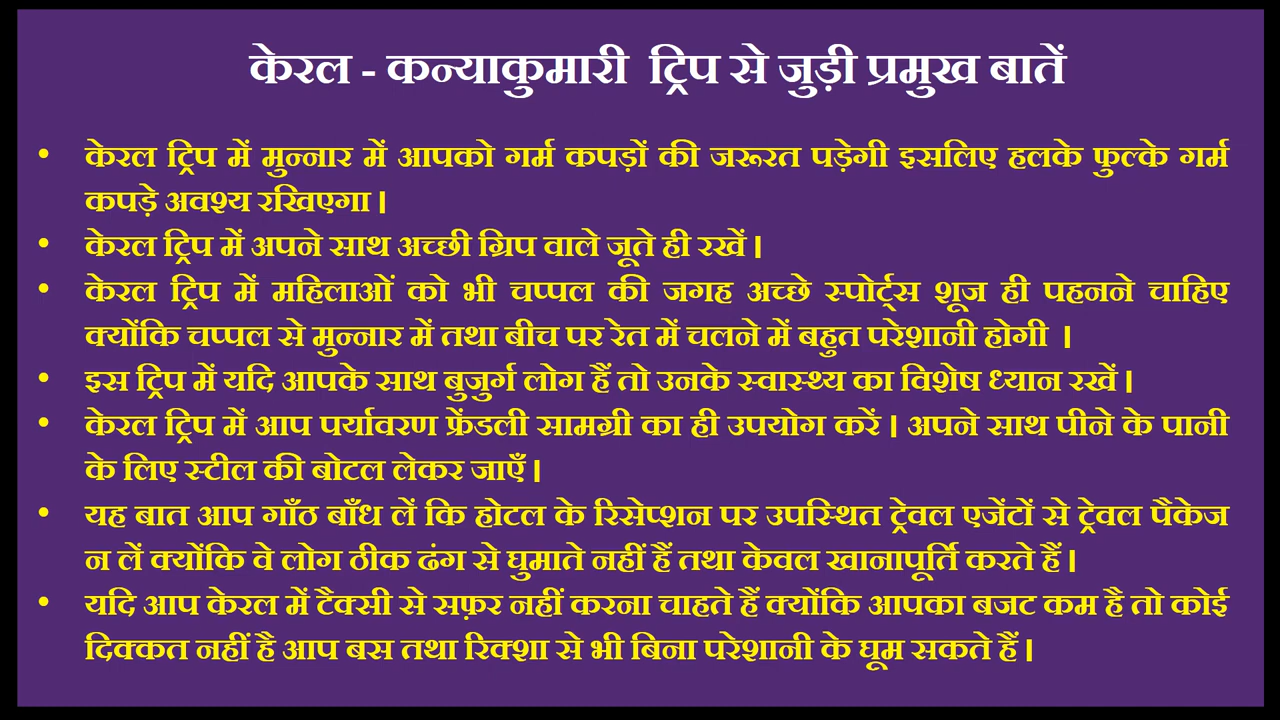 केरल - कन्याकुमारी ट्रिप से जुड़ी प्रमुख बातें
• केरल ट्रिप में मुन्नार में आपको गर्म कपड़ों की जरूरत पड़ेगी इसलिए हलके फुल्के गर्म
कपड़े अवश्य रखिएगा ।
• केरल ट्रिप में अपने साथ अच्छी ग्रिप वाले जूते ही रखें ।
• केरल ट्रिप में महिलाओं को भी चप्पल की जगह अच्छे स्पोर्ट्स शूज ही पहनने चाहिए
क्योंकि चप्पल से मुन्नार में तथा बीच पर रेत में चलने में बहुत परेशानी होगी ।
• इस ट्रिप में यदि आपके साथ बुजुर्ग लोग हैं तो उनके स्वास्थ्य का विशेष ध्यान रखें ।
• केरल ट्रिप में आप पर्यावरण फ्रेंडली सामग्री का ही उपयोग करें । अपने साथ पीने के पानी
के लिए स्टील की बोटल लेकर जाएँ ।
• यह बात आप गाँठ बाँध लें कि होटल के रिसेप्शन पर उपस्थित ट्रेवल एजेंटों से ट्रेवल पैकेज
न लें क्योंकि वे लोग ठीक ढंग से घुमाते नहीं हैं तथा केवल खानापूर्ति करते हैं ।
• यदि आप केरल में टैक्सी से सफ़र नहीं करना चाहते हैं क्योंकि आपका बजट कम है तो कोई
दिक्कत नहीं है आप बस तथा रिक्शा से भी बिना परेशानी के घूम सकते हैं ।